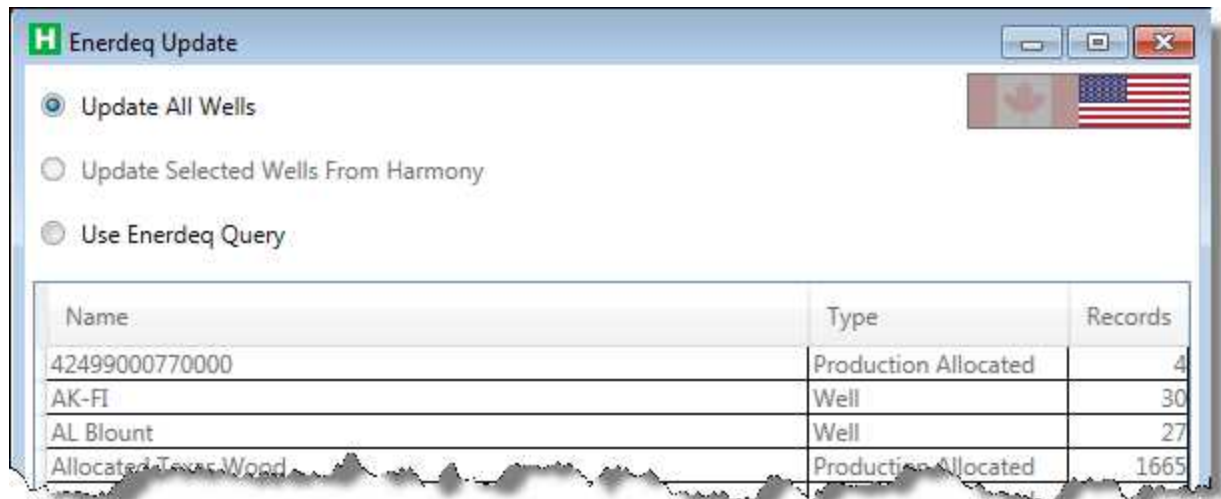 H Enerdeq Update
Update All Wells
Update Selected Wells From Harmony
Use Enerdeq Query
Name Type Records
42499000770000 Production Allocated 4
AK-FI Well 30
AL Blount Well 27
Allocated Texas Wood Production Allocated 1665